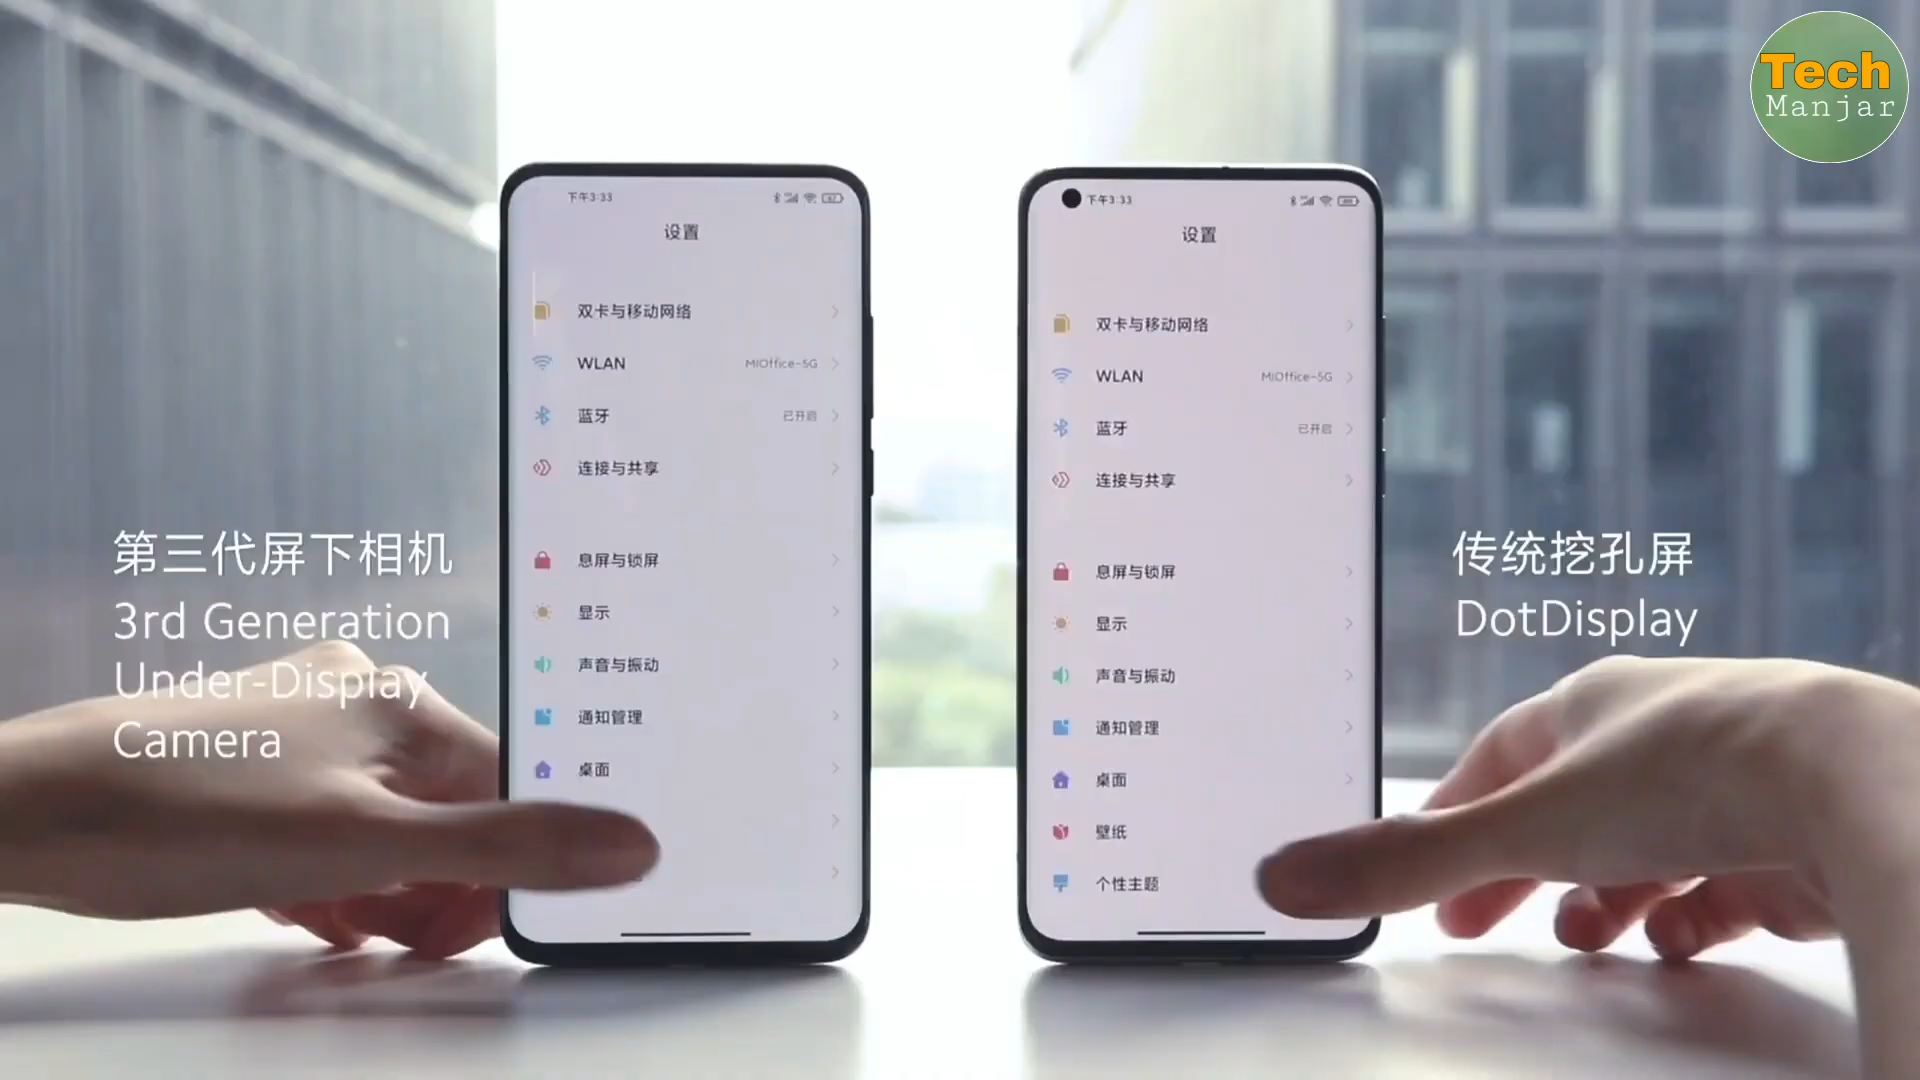 Tech
Manjar
第三代屏下相机
3rd Generation
Under-Display
Camera
下午3:33
设置
双卡与移动网络
WLAN
MIOffice-5G
蓝牙
已开启
连接与共享
息屏与锁屏
显示
声音与振动
通知管理
桌面
下午3:33
设置
双卡与移动网络
WLAN
MIOffice-5G
蓝牙
已开启
连接与共享
息屏与锁屏
显示
声音与振动
通知管理
桌面
壁纸
个性主题
传统挖孔屏
DotDisplay